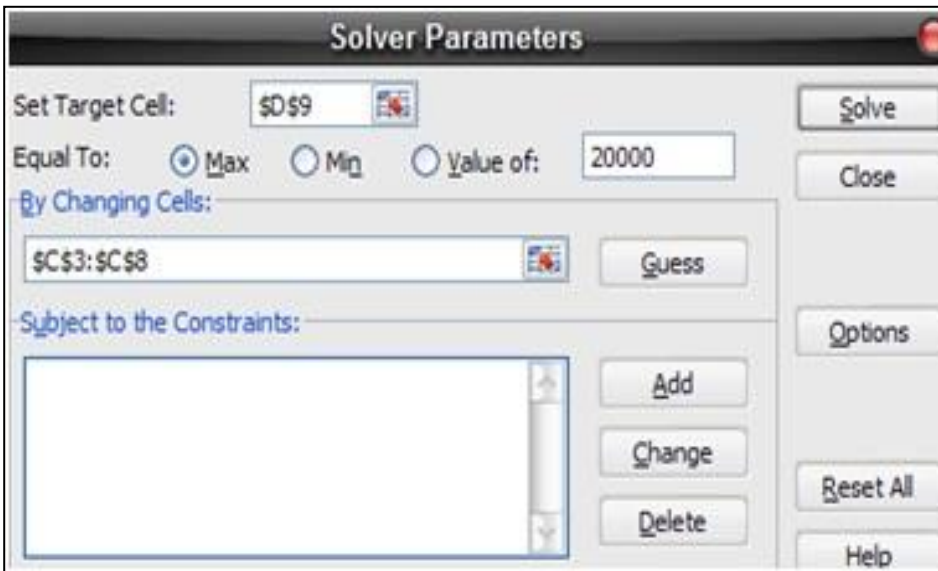 Solver Parameters
Set Target Cell: $D$9
Solve
Equal To: Max Min Value of: 20000
Close
By Changing Cells:
$C$3:$C$8
Guess
Subject to the Constraints:
Options
Add
Change
Reset All
Delete
Help